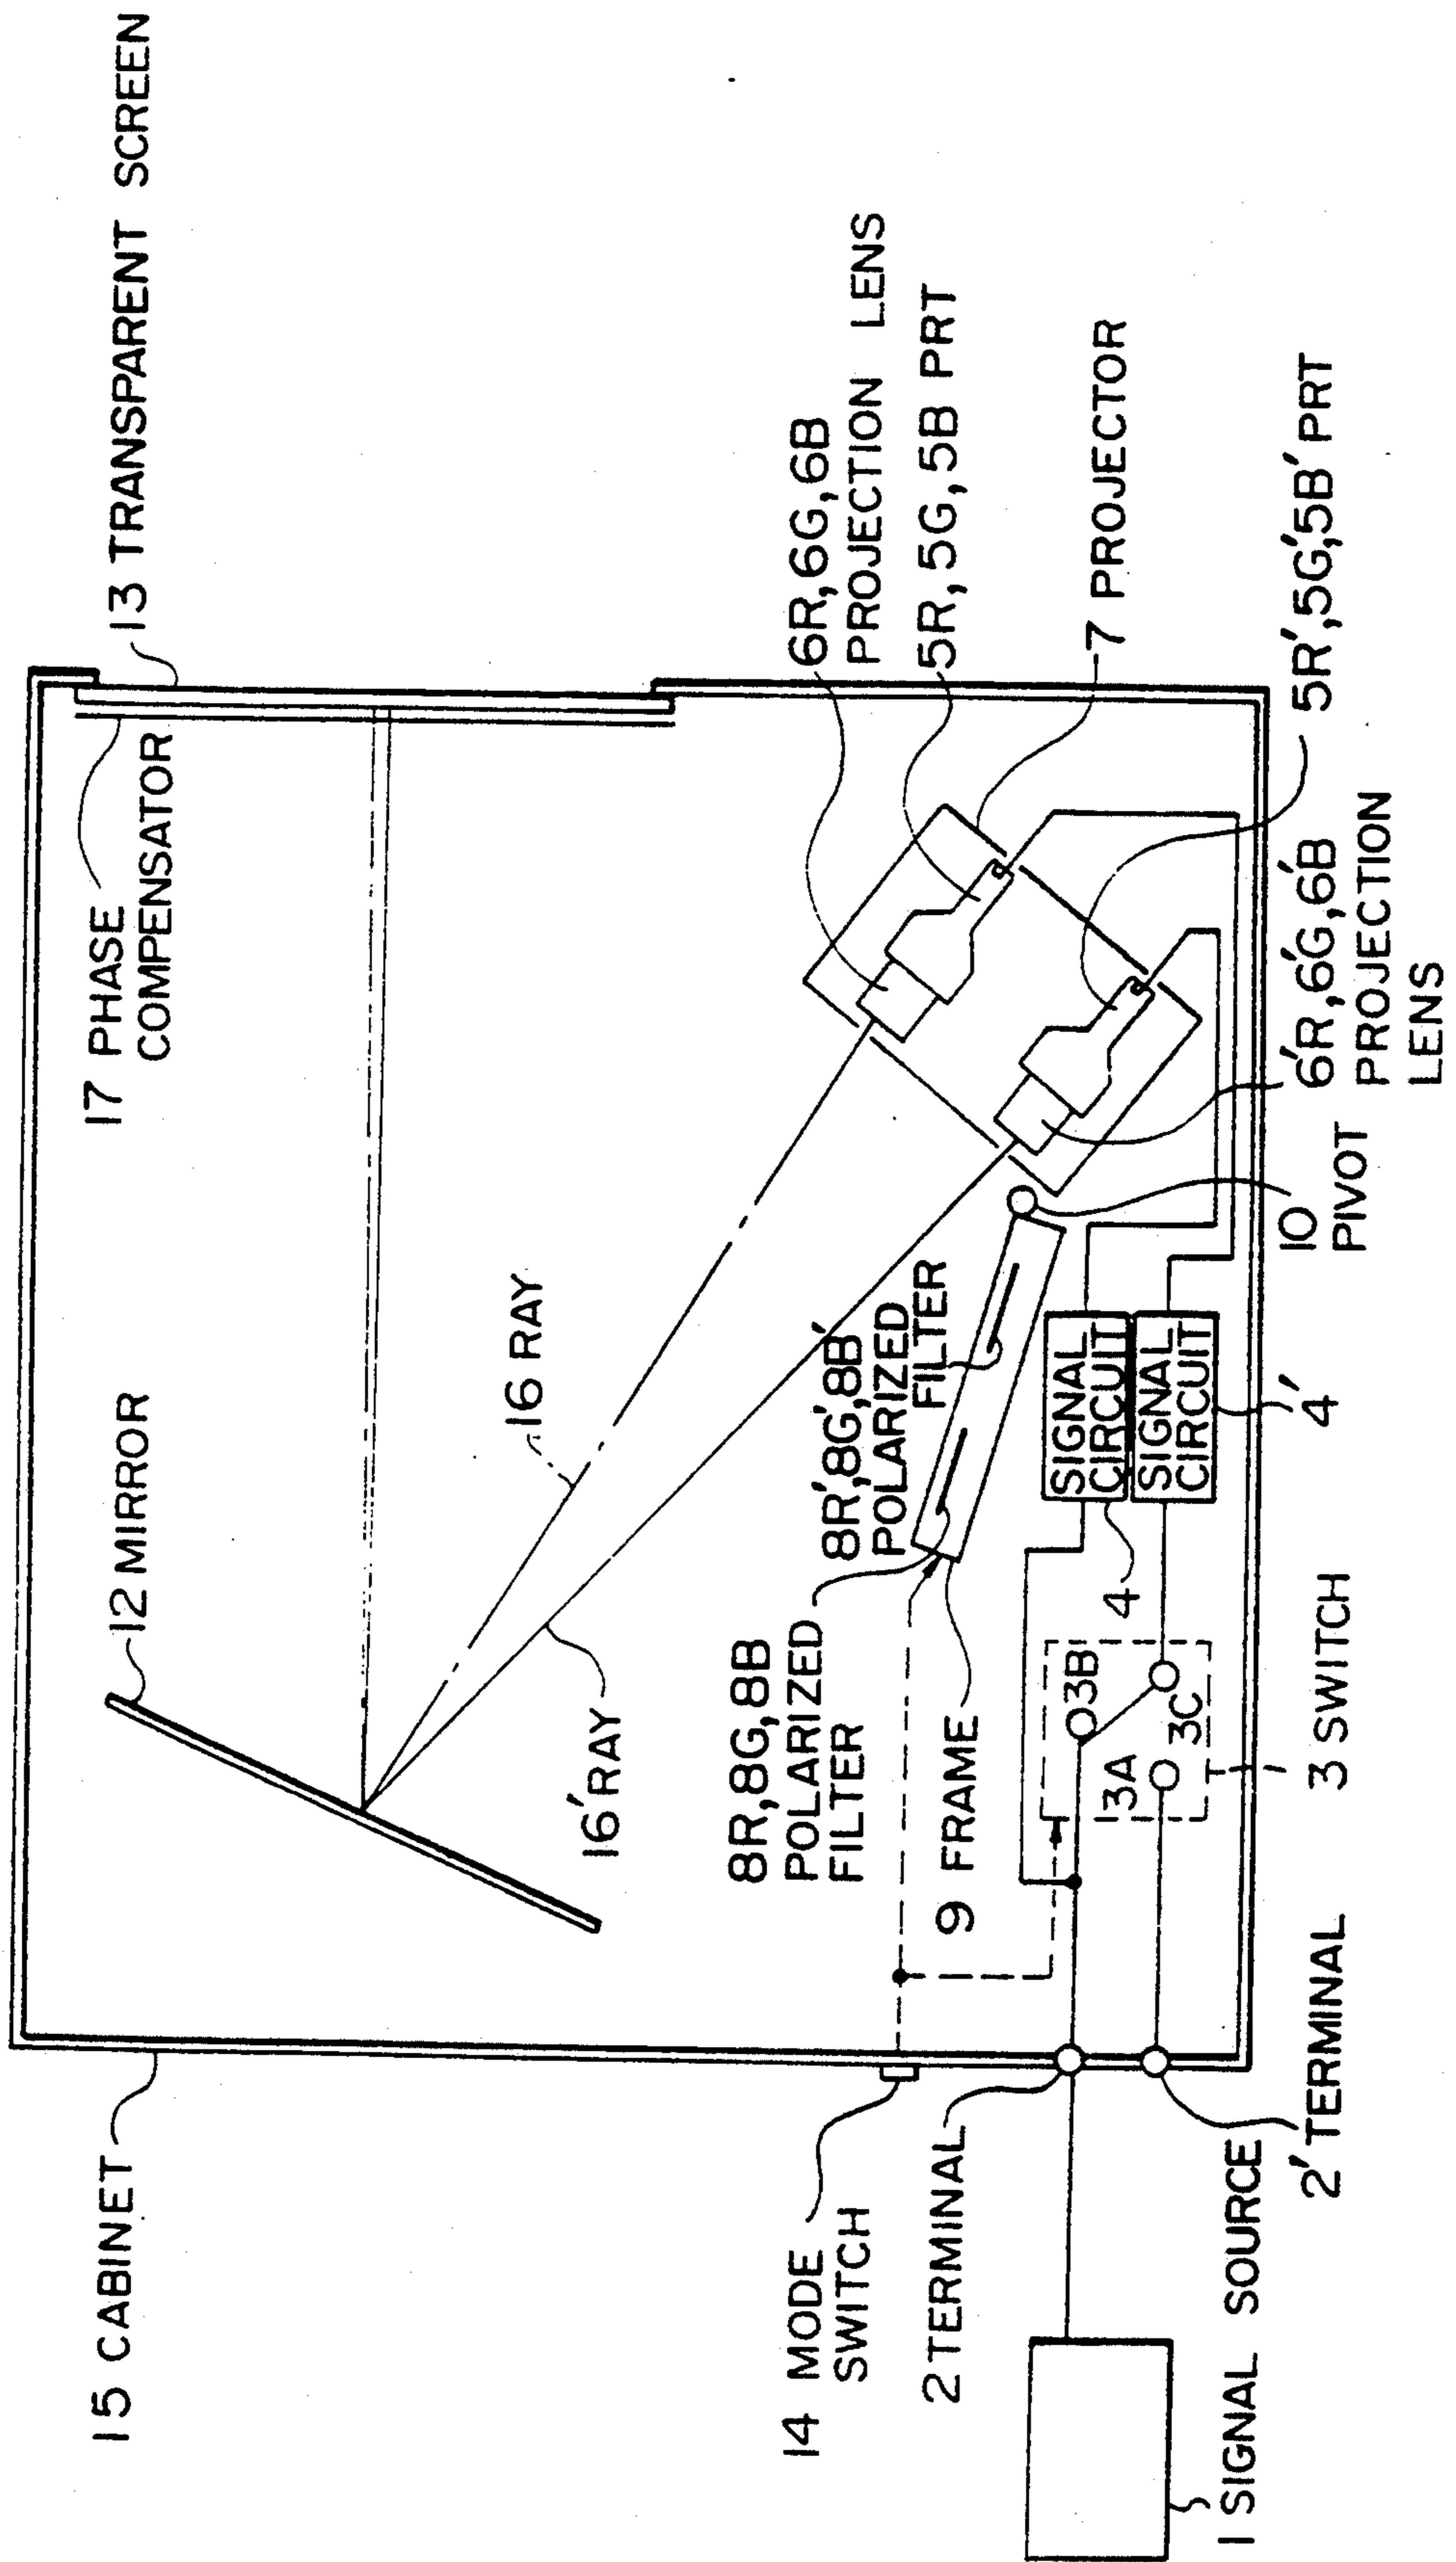 15 CABINET
12 MIRROR
17 PHASE
COMPENSATOR
13 TRANSPARENT SCREEN
16 RAY
16' RAY
14 MODE
SWITCH
8R,8G,8B
POLARIZED
FILTER
8R',8G',8B'
POLARIZED
FILTER
6R,6G,6B
PROJECTION LENS
5R,5G,5B PRT
7 PROJECTOR
2 TERMINAL
9 FRAME
3B
3A
3C
4
SIGNAL
CIRCUIT
SIGNAL
CIRCUIT
1 SIGNAL SOURCE
2' TERMINAL
3 SWITCH
4'
10
PIVOT
6'R,6'G,6'B
PROJECTION
LENS
5R',5G',5B' PRT